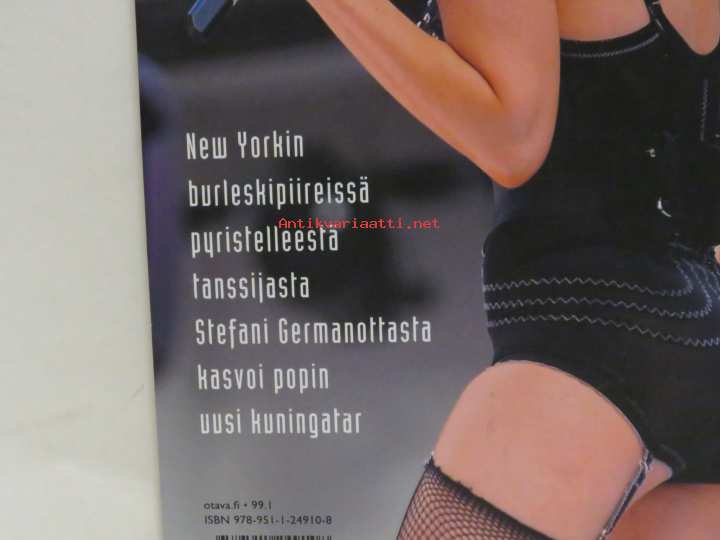 New Yorkin
burleskipiireissä
Antikvariaatti.net
pyristelleestä
tanssijasta
Stefani Germanottasta
kasvoi popin
uusi kuningatar
otava.fi • 99.1
ISBN 978-951-1-24910-8